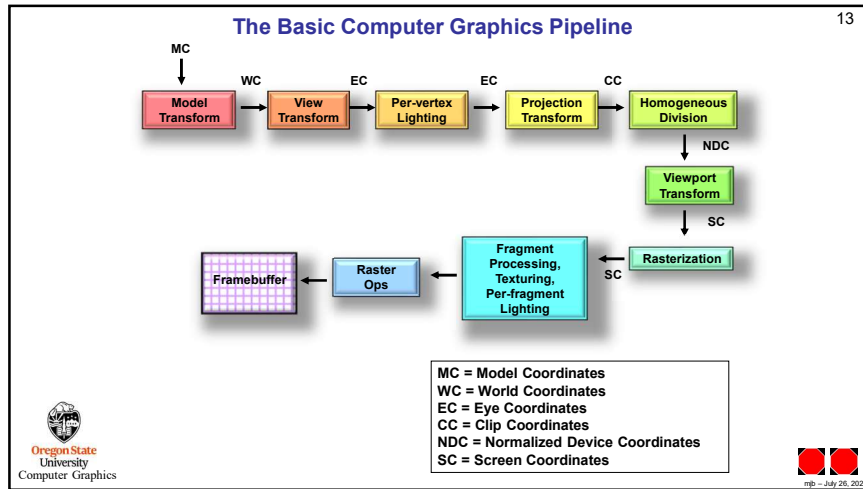 The Basic Computer Graphics Pipeline
13
MC
WC
EC
EC
CC
Model
Transform
View
Transform
Per-vertex
Lighting
Projection
Transform
Homogeneous
Division
NDC
Viewport
Transform
SC
Rasterization
SC
Fragment
Processing,
Texturing,
Per-fragment
Lighting
Raster
Ops
Framebuffer
MC = Model Coordinates
WC = World Coordinates
EC = Eye Coordinates
CC = Clip Coordinates
NDC = Normalized Device Coordinates
SC = Screen Coordinates
Oregon State
University
Computer Graphics
mjb – July 26,